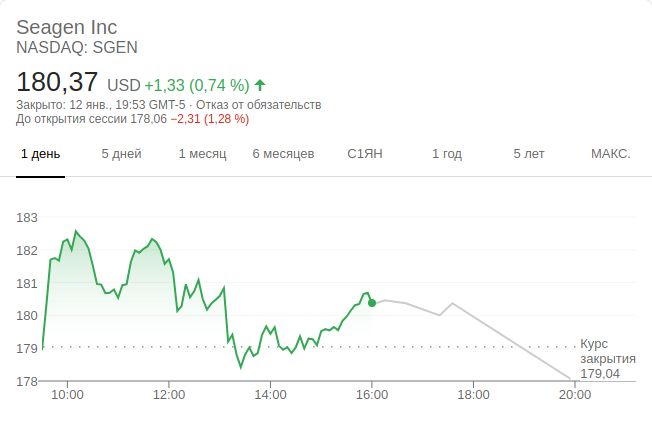 Seagen Inc
NASDAQ: SGEN
180,37 USD +1,33 (0,74 %)
Закрыто: 12 янв., 19:53 GMT-5 · Отказ от обязательств
До открытия сессии 178,06 −2,31 (1,28 %)
1 день 5 дней 1 месяц 6 месяцев С1ЯН 1 год 5 лет МАКС.
183
182
181
180
179
178
Курс
закрытия
179,04
10:00 12:00 14:00 16:00 18:00 20:00